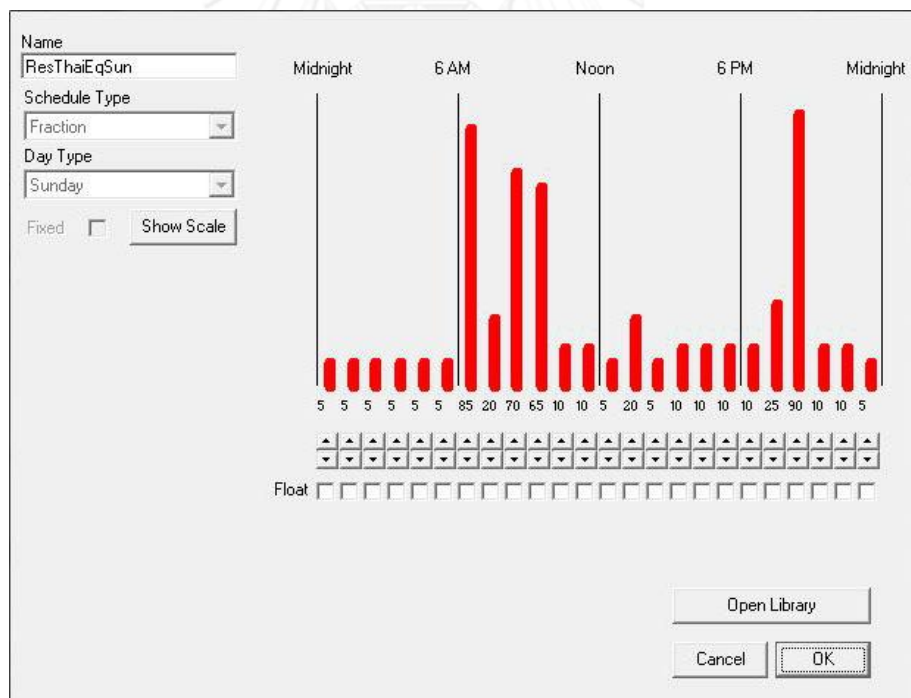 Name
ResThaiEqSun
Schedule Type
Fraction
Day Type
Sunday
Fixed
Show Scale
Midnight 6 AM Noon 6 PM Midnight
5 5 5 5 5 5 85 20 70 65 10 10 5 20 5 10 10 10 10 25 90 10 10 5
Float
Open Library
Cancel OK